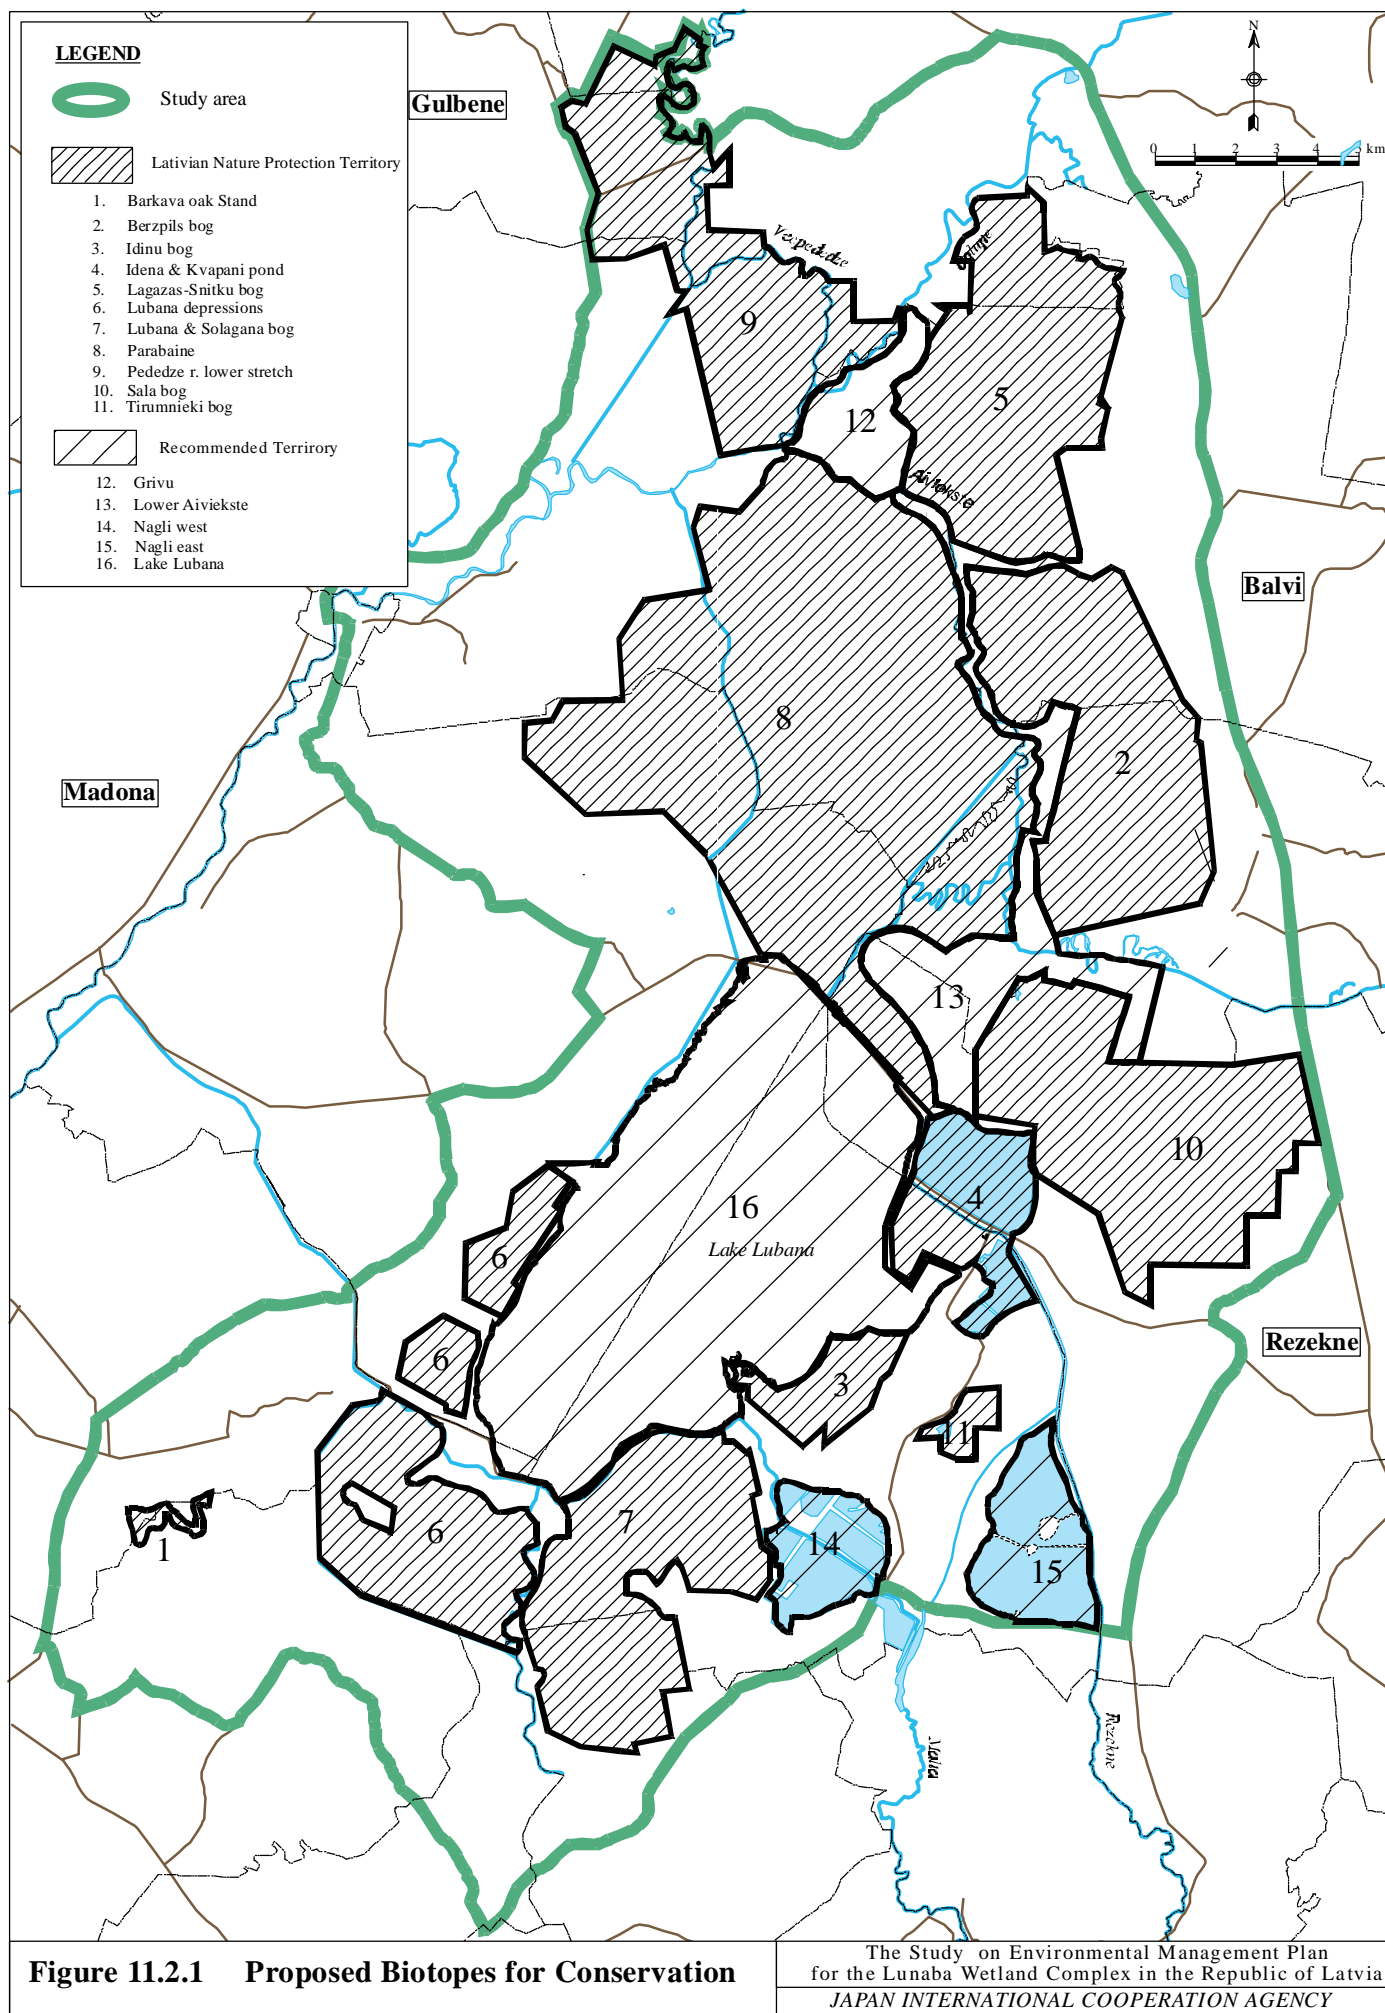 LEGEND
Study area
Lativian Nature Protection Territory
1. Barkava oak Stand
2. Berzpils bog
3. Idinu bog
4 Idena & Kvapani pond
5. Lagazas-Snitku bog
6. Lubana depressions
7. Lubana & Solagana bog
8. Parabaine
9. Pededze r. lower stretch
10. Sala bog
11. Tirumnieki bog
Recommended Terrirory
12. Grivu
13. Lower Aiviekste
14. Nagli west
15. Nagli east
16. Lake Lubana
Gulbene
N
0 1 2 3 4 5 km
Vecpededze
9
12
5
Aiviekste
Balvi
8
2
Madona
13
10
4
16
Lake Lubana
6
6
3
Rezekne
11
1
6
7
14
15
Malta
Rezekne
Figure 11.2.1 Proposed Biotopes for Conservation
The Study on Environmental Management Plan
for the Lunaba Wetland Complex in the Republic of Latvia
JAPAN INTERNATIONAL COOPERATION AGENCY